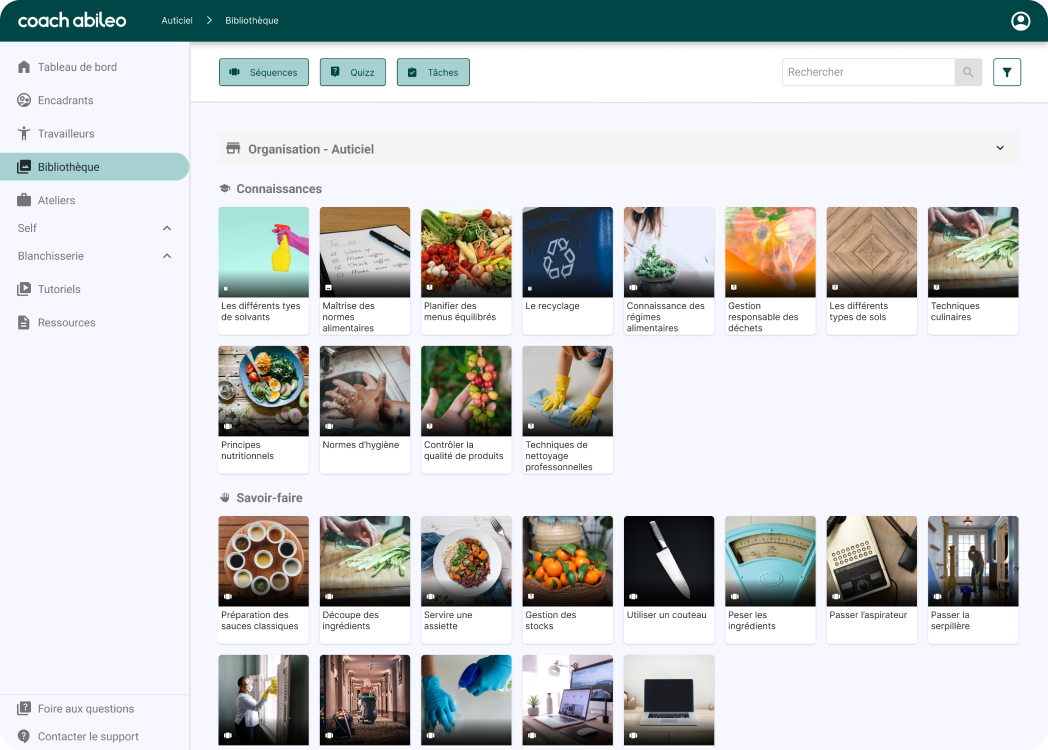 coach abileo
Auticiel
Bibliothèque
Séquences
Quizz
Tâches
Rechercher
Tableau de bord
Encadrants
Travailleurs
Bibliothèque
Ateliers
Self
Blanchisserie
Tutoriels
Ressources
Foire aux questions
Contacter le support
Organisation - Auticiel
Connaissances
Les différents tyes
de solvants
Maîtrise des
normes
alimentaires
Planifier des
menus équilibrés
Le recyclage
Connaissance des
régimes
alimentaires
Gestion
responsable des
déchets
Les différents
types de sols
Techniques
culinaires
Principes
nutritionnels
Normes d'hygiène
Contrôler la
qualité de produits
Techniques de
nettoyage
professionnelles
Savoir-faire
Préparation des
sauces classiques
Découpe des
ingrédients
Servire une
assiette
Gestion des
stocks
Utiliser un couteau
Peser les
ingrédients
Passer l'aspirateur
Passer la
serpillère